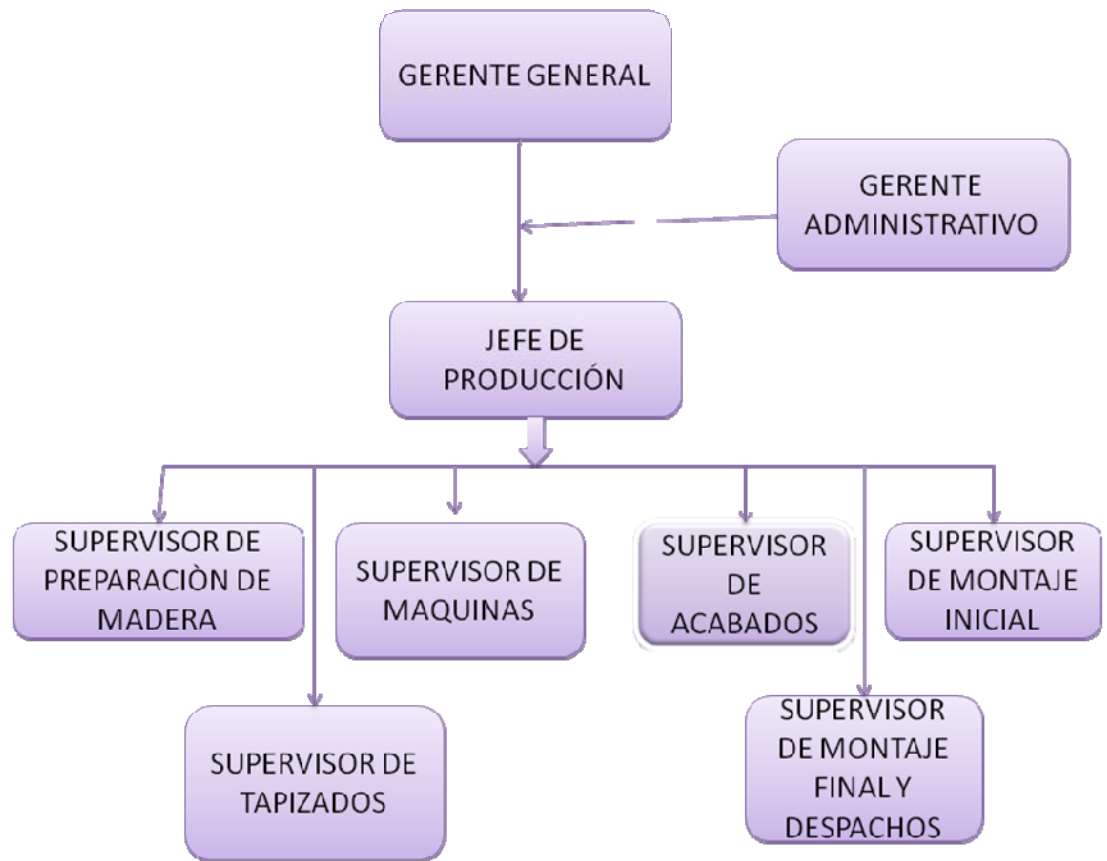 GERENTE GENERAL
GERENTE
ADMINISTRATIVO
JEFE DE
PRODUCCIÓN
SUPERVISOR DE
PREPARACIÒN DE
MADERA
SUPERVISOR DE
MAQUINAS
SUPERVISOR
DE
ACABADOS
SUPERVISOR
DE MONTAJE
INICIAL
SUPERVISOR DE
TAPIZADOS
SUPERVISOR
DE MONTAJE
FINAL Y
DESPACHOS